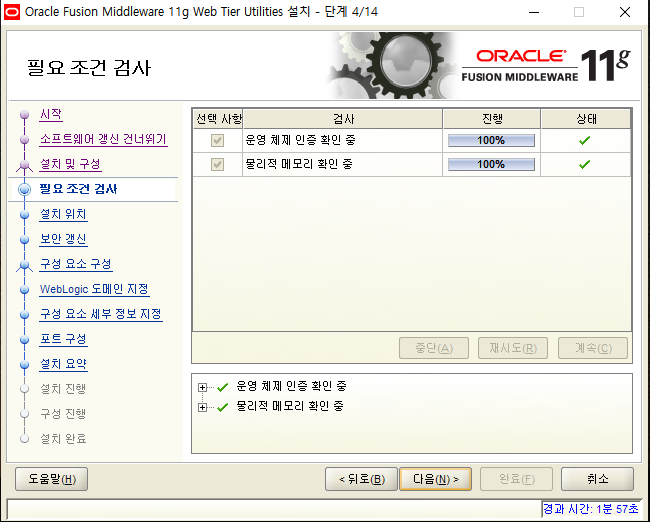 Oracle Fusion Middleware 11g Web Tier Utilities 설치 - 단계 4/14
필요 조건 검사
ORACLE
FUSION MIDDLEWARE 11g
시작
소프트웨어 갱신 건너뛰기
설치 및 구성
필요 조건 검사
설치 위치
보안 갱신
구성 요소 구성
WebLogic 도메인 지정
구성 요소 세부 정보 지정
포트 구성
설치 요약
설치 진행
구성 진행
설치 완료
선택 사항 검사 진행 상태
운영 체제 인증 확인 중 100%
물리적 메모리 확인 중 100%
중단(A) 재시도(R) 계속(C)
운영 체제 인증 확인 중
물리적 메모리 확인 중
도움말(H) < 뒤로(B) 다음(N) > 완료(F) 취소
경과 시간: 1분 57초